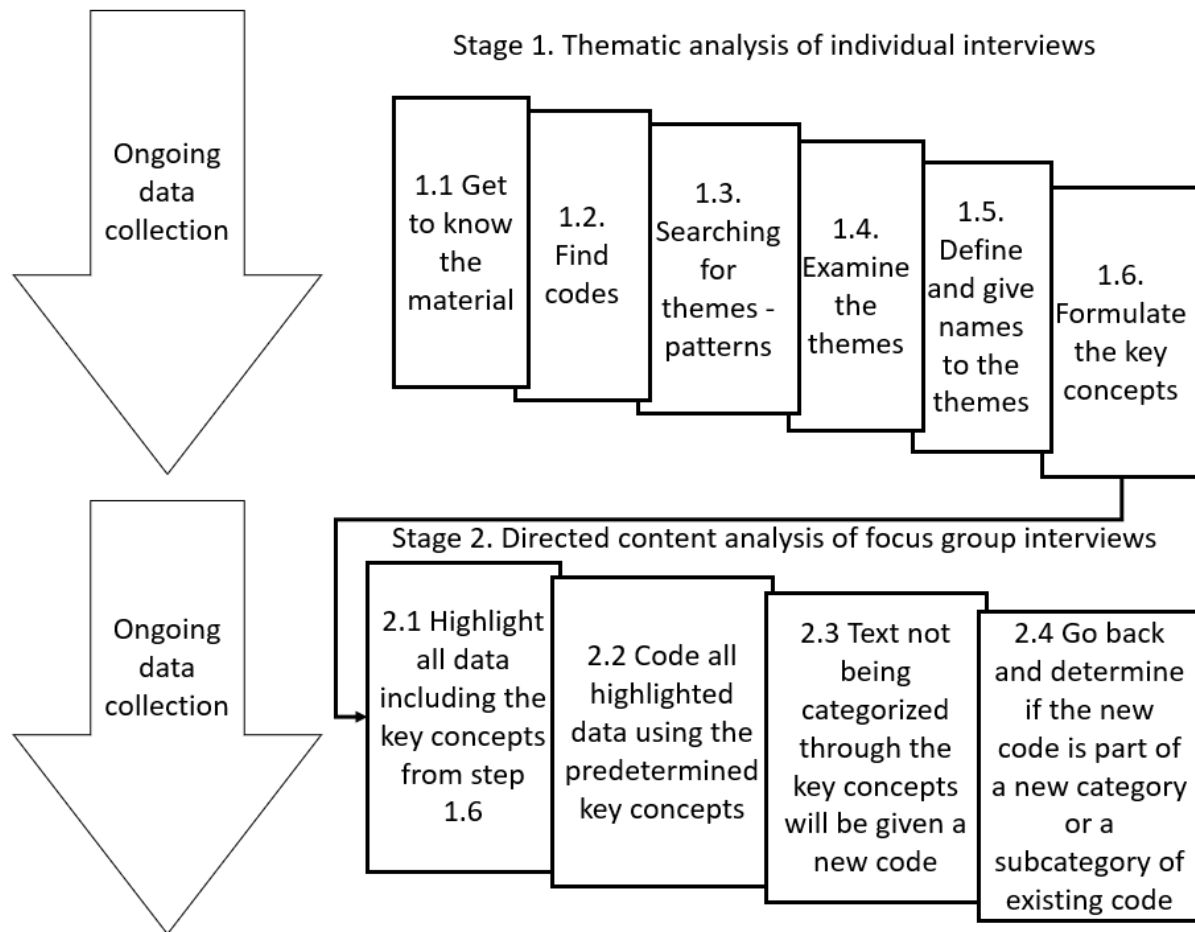 Stage 1. Thematic analysis of individual interviews
Ongoing
data
collection
1.1 Get
to know
the
material
1.2.
Find
codes
1.3.
Searching
for
themes -
patterns
1.4.
Examine
the
themes
1.5.
Define
and give
names
to the
themes
1.6.
Formulate
the key
concepts
Stage 2. Directed content analysis of focus group interviews
Ongoing
data
collection
2.1 Highlight
all data
including the
key concepts
from step
1.6
2.2 Code all
highlighted
data using the
predetermined
key concepts
2.3 Text not
being
categorized
through the
key concepts
will be given a
new code
2.4 Go back
and determine
if the new
code is part of
a new category
or a
subcategory of
existing code